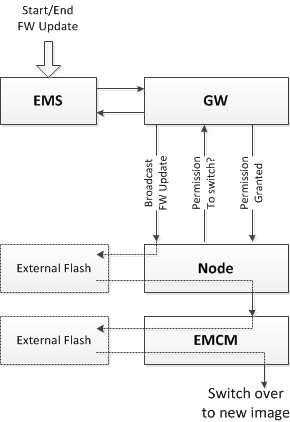 Start/End
FW Update
EMS
GW
Broadcast
FW Update
Permission
To switch?
Permission
Granted
External Flash
Node
External Flash
EMCM
Switch over
to new image